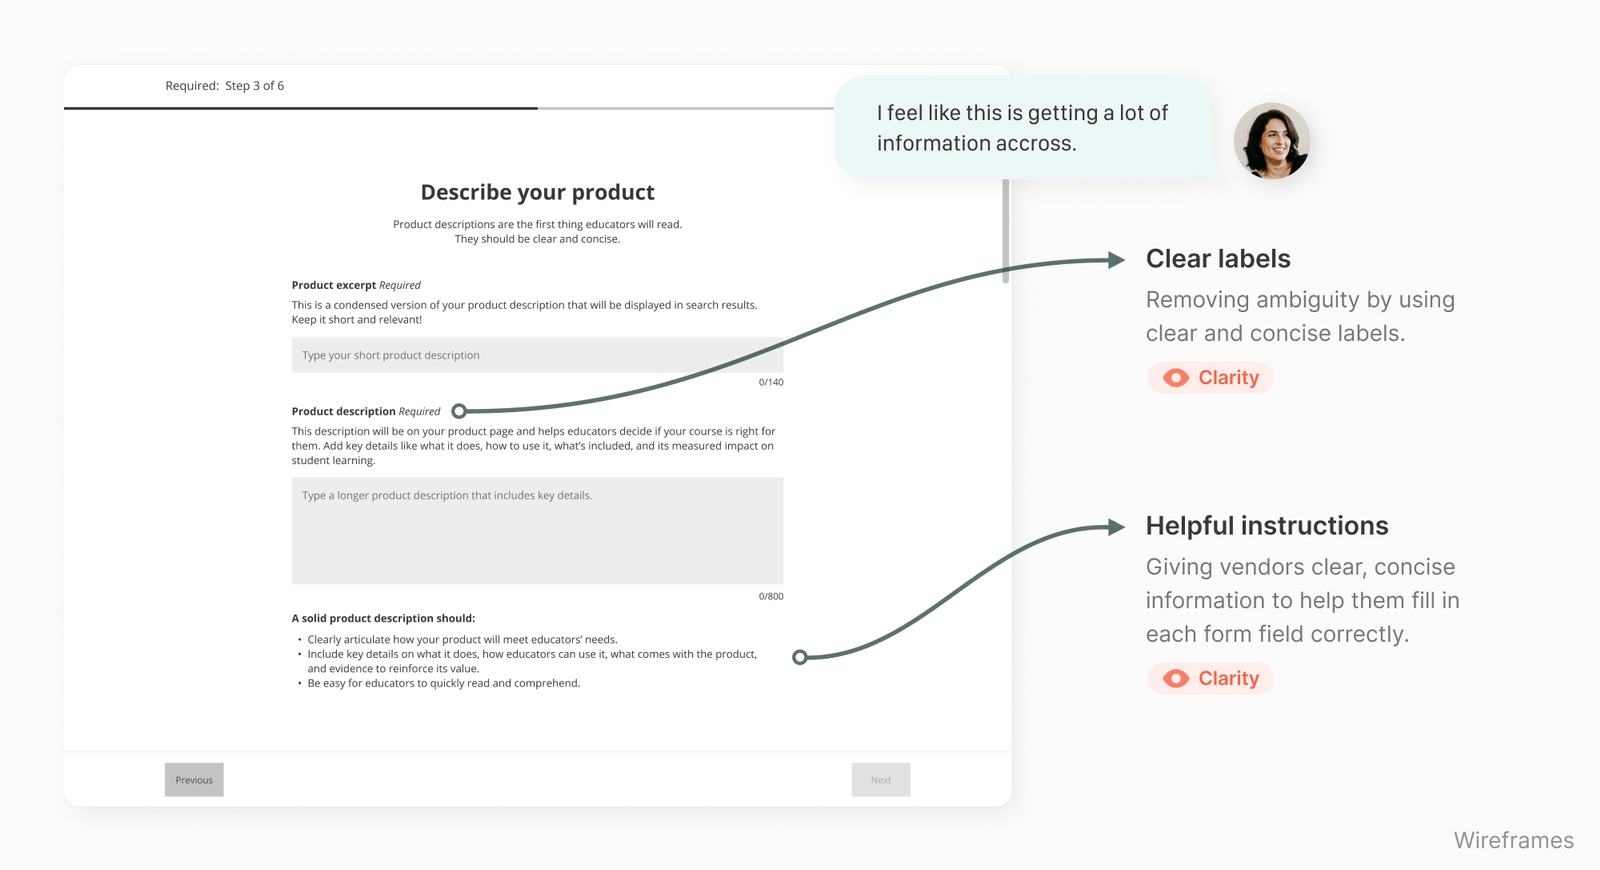 Required:  Step 3 of 6
I feel like this is getting a lot of
information accross.
Describe your product
Product descriptions are the first thing educators will read.
They should be clear and concise.
Product excerpt Required
This is a condensed version of your product description that will be displayed in search results.
Keep it short and relevant!
Type your short product description
0/140
Product description Required
This description will be on your product page and helps educators decide if your course is right for
them. Add key details like what it does, how to use it, what’s included, and its measured impact on
student learning.
Type a longer product description that includes key details.
0/800
A solid product description should:
• Clearly articulate how your product will meet educators’ needs.
• Include key details on what it does, how educators can use it, what comes with the product,
and evidence to reinforce its value.
• Be easy for educators to quickly read and comprehend.
Previous
Next
Clear labels
Removing ambiguity by using
clear and concise labels.
Clarity
Helpful instructions
Giving vendors clear, concise
information to help them fill in
each form field correctly.
Clarity
Wireframes